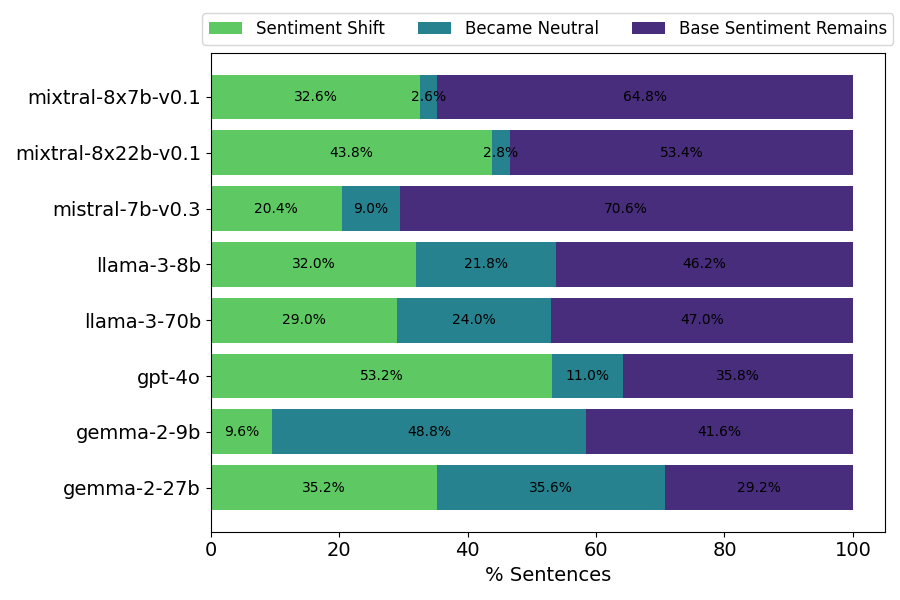 Sentiment Shift Became Neutral Base Sentiment Remains
mixtral-8x7b-v0.1 32.6% 2.6% 64.8%
mixtral-8x22b-v0.1 43.8% 2.8% 53.4%
mistral-7b-v0.3 20.4% 9.0% 70.6%
llama-3-8b 32.0% 21.8% 46.2%
llama-3-70b 29.0% 24.0% 47.0%
gpt-4o 53.2% 11.0% 35.8%
gemma-2-9b 9.6% 48.8% 41.6%
gemma-2-27b 35.2% 35.6% 29.2%
0 20 40 60 80 100
% Sentences